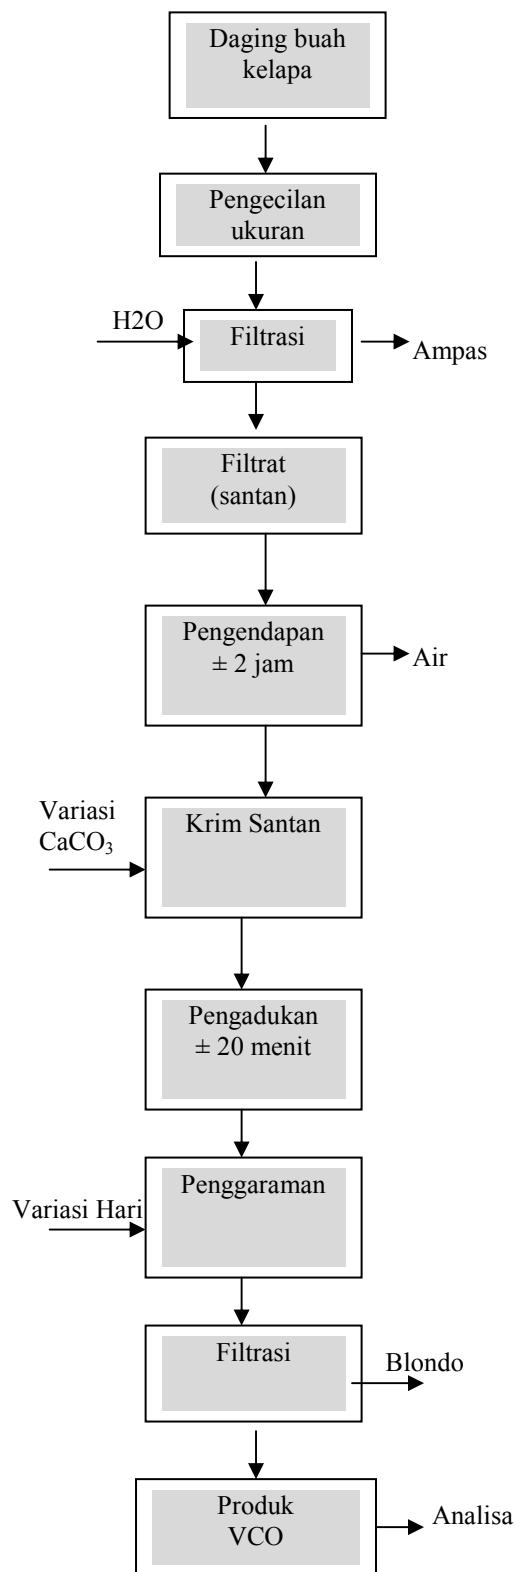 Daging buah
kelapa
Pengecilan
ukuran
H2O
Filtrasi
Ampas
Filtrat
(santan)
Pengendapan
± 2 jam
Air
Variasi
CaCO₃
Krim Santan
Pengadukan
± 20 menit
Penggaraman
Variasi Hari
Filtrasi
Blondo
Produk
VCO
Analisa